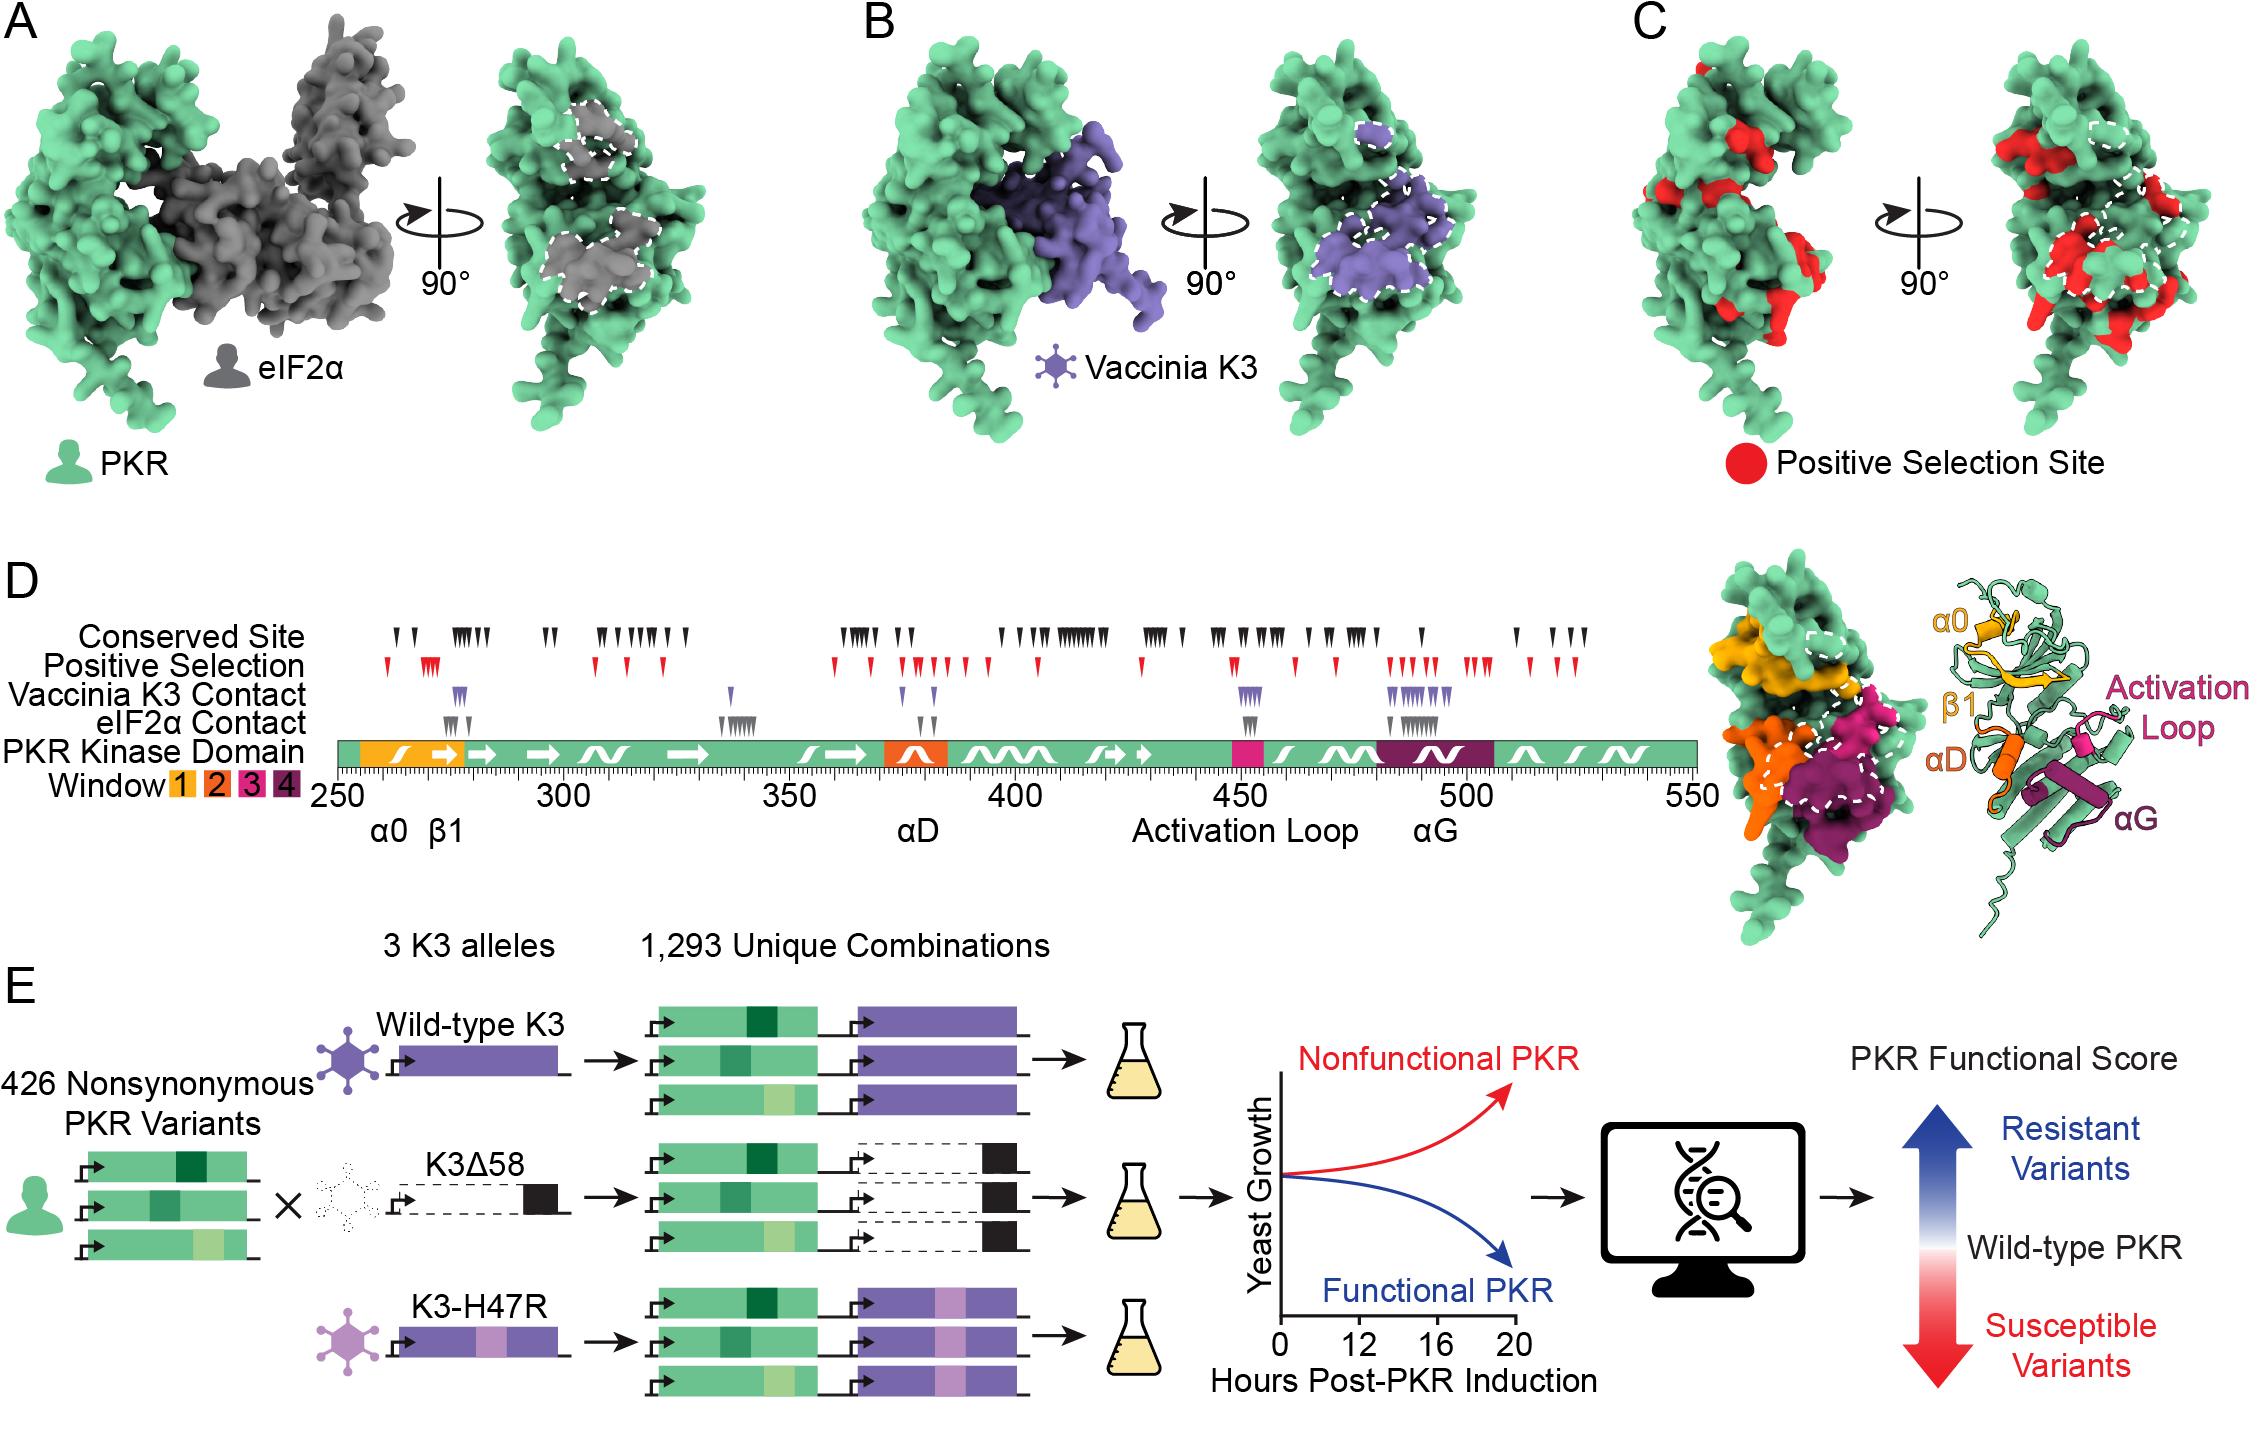 A
B
C
90°
90°
90°
eIF2α
Vaccinia K3
PKR
Positive Selection Site
D
Conserved Site
Positive Selection
Vaccinia K3 Contact
eIF2α Contact
PKR Kinase Domain
Window 1 2 3 4
250 300 350 400 450 500 550
α0 β1 αD Activation Loop αG
α0
β1
αD
Activation
Loop
αG
E
3 K3 alleles
1,293 Unique Combinations
426 Nonsynonymous
PKR Variants
×
Wild-type K3
K3Δ58
K3-H47R
Yeast Growth
Nonfunctional PKR
Functional PKR
0 12 16 20
Hours Post-PKR Induction
PKR Functional Score
Resistant
Variants
Wild-type PKR
Susceptible
Variants